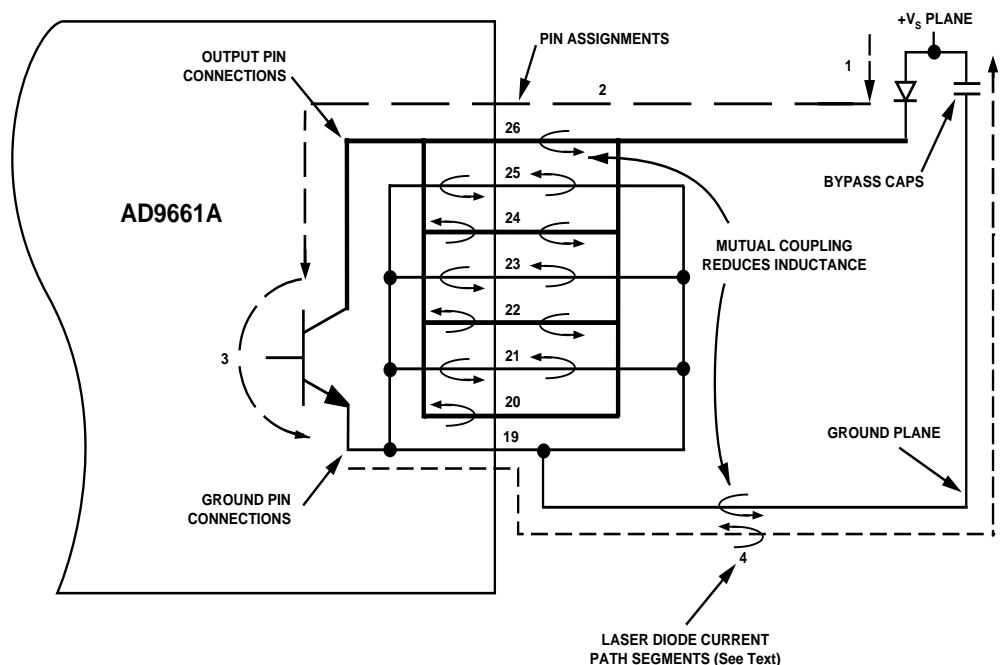 +VS PLANE
PIN ASSIGNMENTS
OUTPUT PIN
CONNECTIONS
1
2
26
BYPASS CAPS
25
AD9661A
24
MUTUAL COUPLING
REDUCES INDUCTANCE
23
22
3
21
20
19
GROUND PLANE
GROUND PIN
CONNECTIONS
4
LASER DIODE CURRENT
PATH SEGMENTS (See Text)